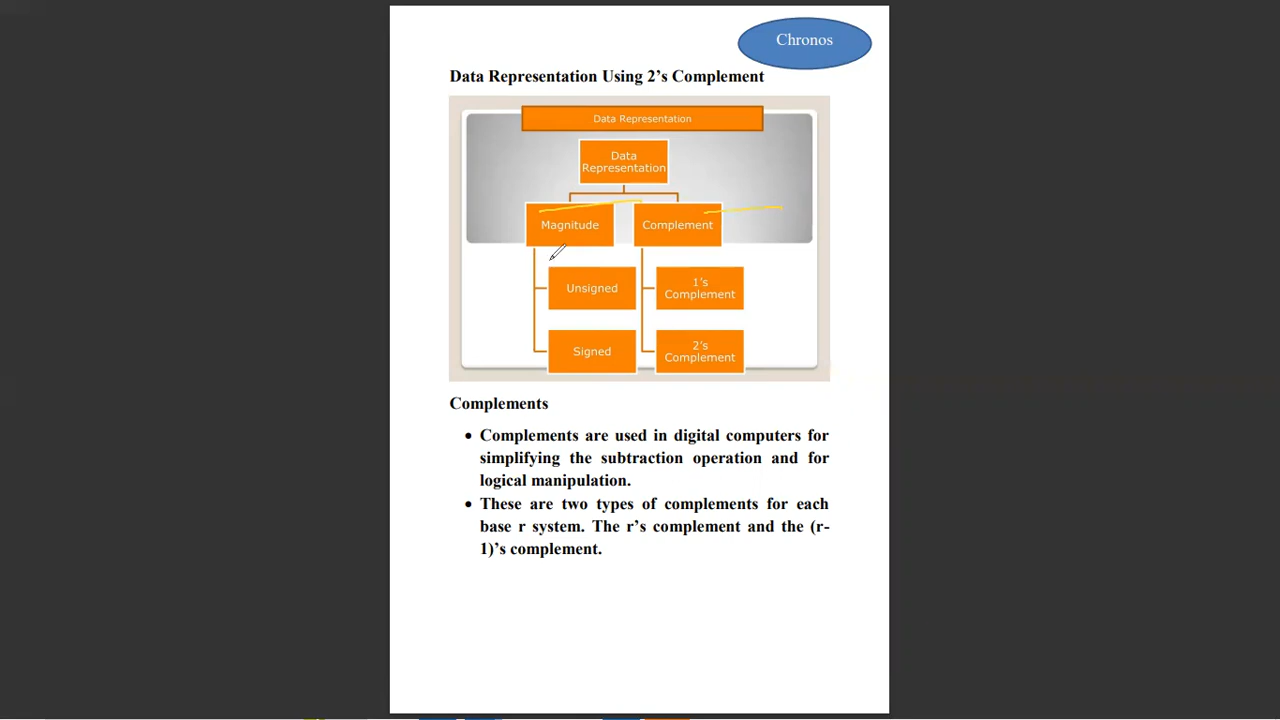 Chronos
Data Representation Using 2’s Complement
Data Representation
Data
Representation
Magnitude
Complement
Unsigned
1’s
Complement
Signed
2’s
Complement
Complements
• Complements are used in digital computers for
simplifying the subtraction operation and for
logical manipulation.
• These are two types of complements for each
base r system. The r’s complement and the (r-
1)’s complement.